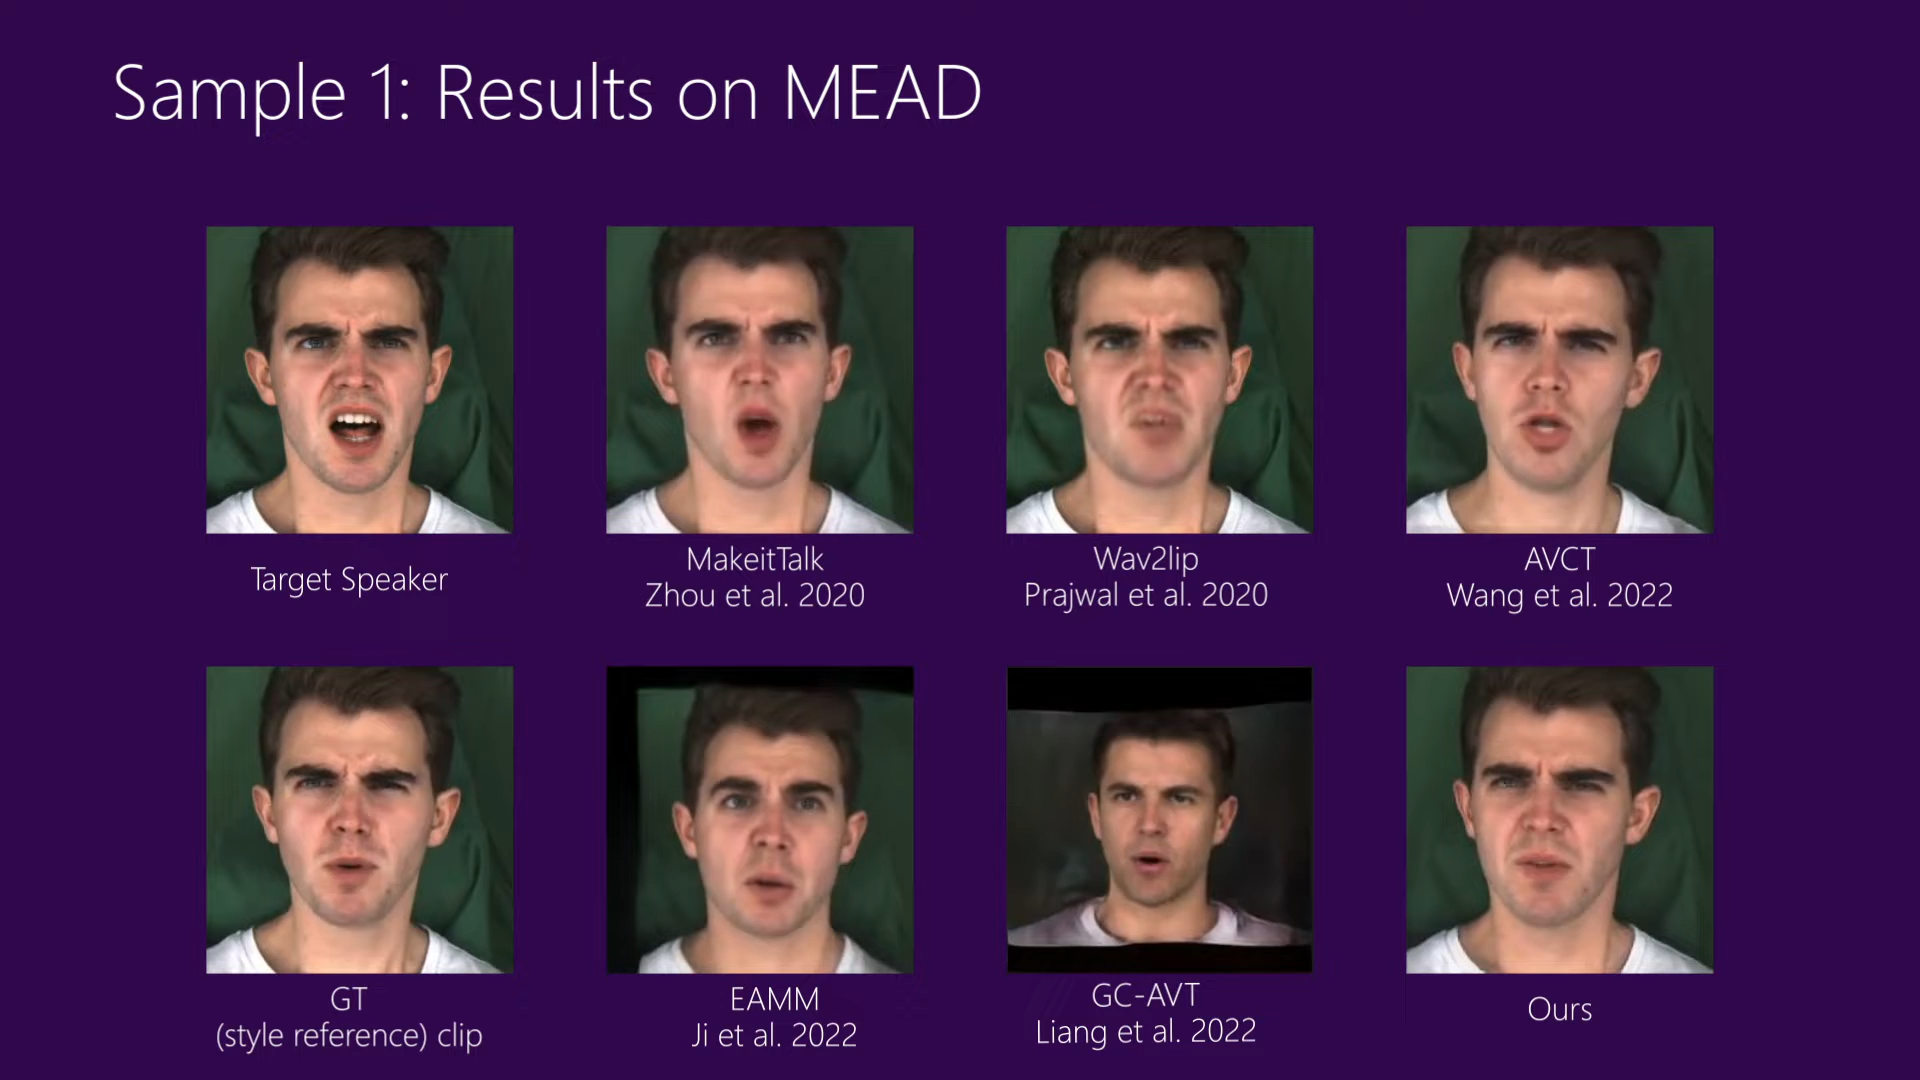 Sample 1: Results on MEAD
Target Speaker
MakeitTalk
Zhou et al. 2020
Wav2lip
Prajwal et al. 2020
AVCT
Wang et al. 2022
GT
(style reference) clip
EAMM
Ji et al. 2022
GC-AVT
Liang et al. 2022
Ours